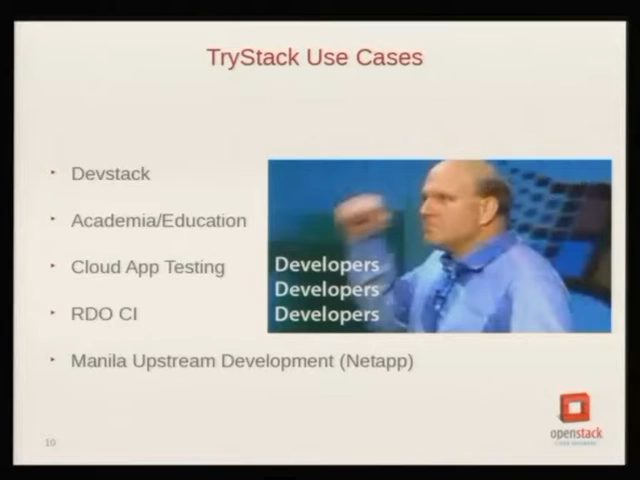 TryStack Use Cases
Devstack
Academia/Education
Cloud App Testing
RDO CI
Manila Upstream Development (Netapp)
Developers
Developers
Developers
10
openstack